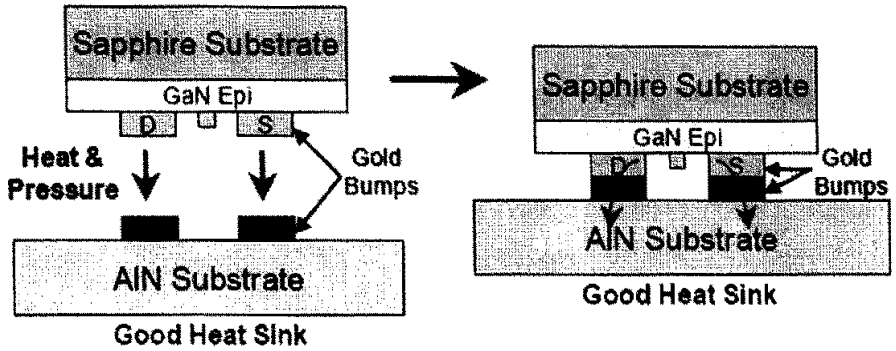 Sapphire Substrate
GaN Epi
D
S
Heat &
Pressure
Gold
Bumps
AlN Substrate
Good Heat Sink
Sapphire Substrate
GaN Epi
D
S
Gold
Bumps
AlN Substrate
Good Heat Sink